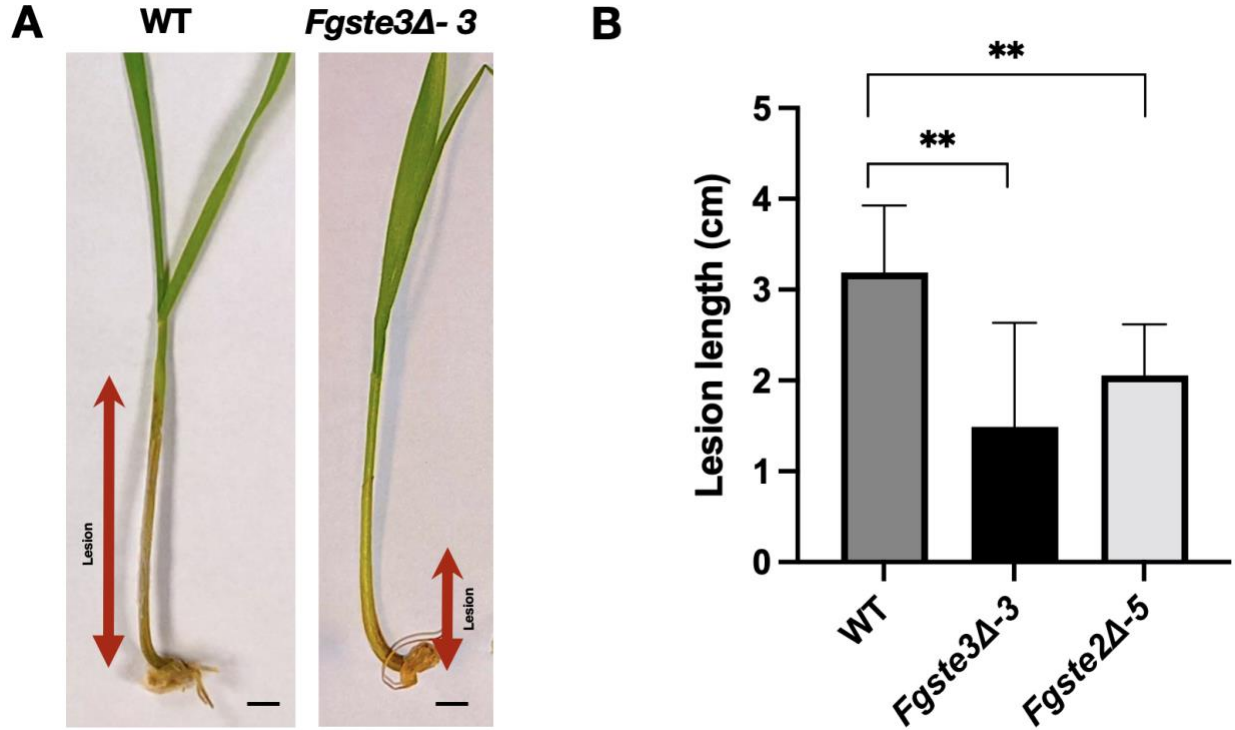 A
WT
Fgste3Δ- 3
Lesion
Lesion
B
**
**
Lesion length (cm)
5
4
3
2
1
0
WT
Fgste3Δ-3
Fgste2Δ-5